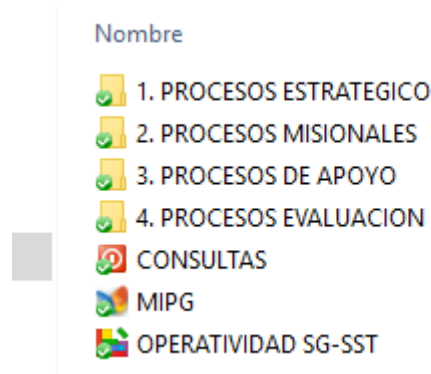 Nombre
1. PROCESOS ESTRATEGICO
2. PROCESOS MISIONALES
3. PROCESOS DE APOYO
4. PROCESOS EVALUACION
CONSULTAS
MIPG
OPERATIVIDAD SG-SST